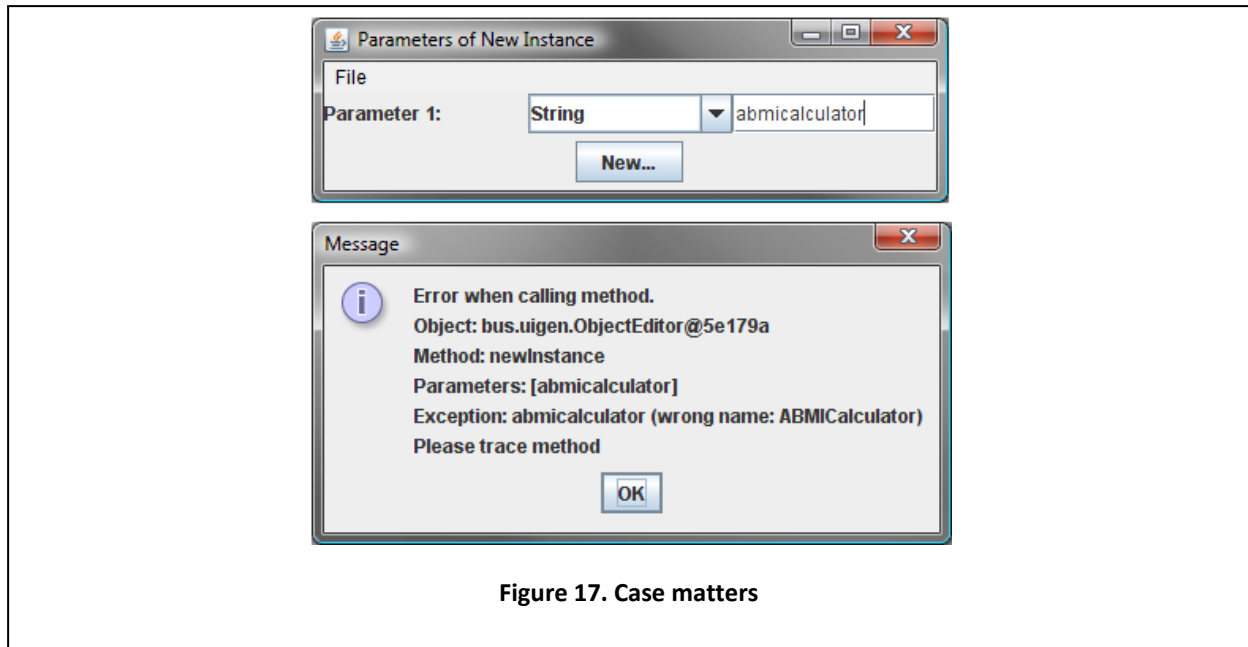 Parameters of New Instance
File
Parameter 1: String abmicalculator
New...
Message
Error when calling method.
Object: bus.uigen.ObjectEditor@5e179a
Method: newInstance
Parameters: [abmicalculator]
Exception: abmicalculator (wrong name: ABMICalculator)
Please trace method
OK
Figure 17. Case matters